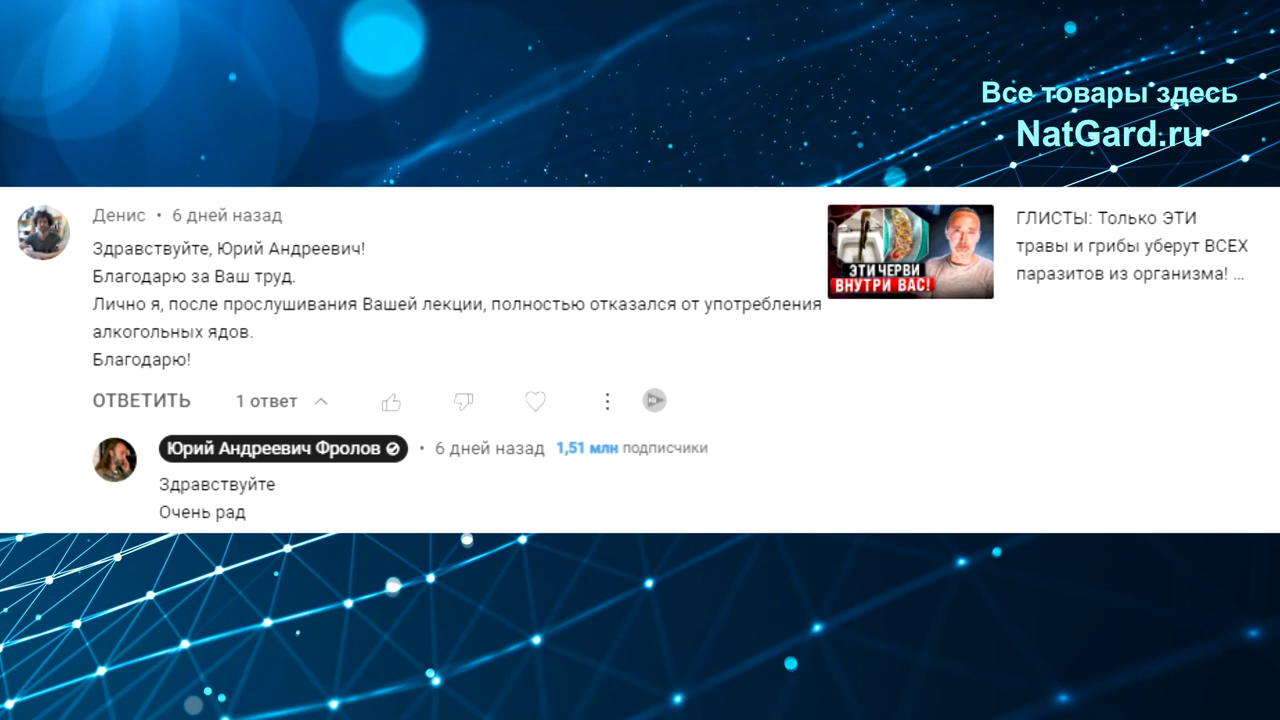 Все товары здесь
NatGard.ru
Денис • 6 дней назад
Здравствуйте, Юрий Андреевич!
Благодарю за Ваш труд.
Лично я, после прослушивания Вашей лекции, полностью отказался от употребления
алкогольных ядов.
Благодарю!
ОТВЕТИТЬ 1 ответ
ЭТИ ЧЕРВИ
ВНУТРИ ВАС!
ГЛИСТЫ: Только ЭТИ
травы и грибы уберут ВСЕХ
паразитов из организма! ...
Юрий Андреевич Фролов • 6 дней назад 1,51 млн подписчики
Здравствуйте
Очень рад